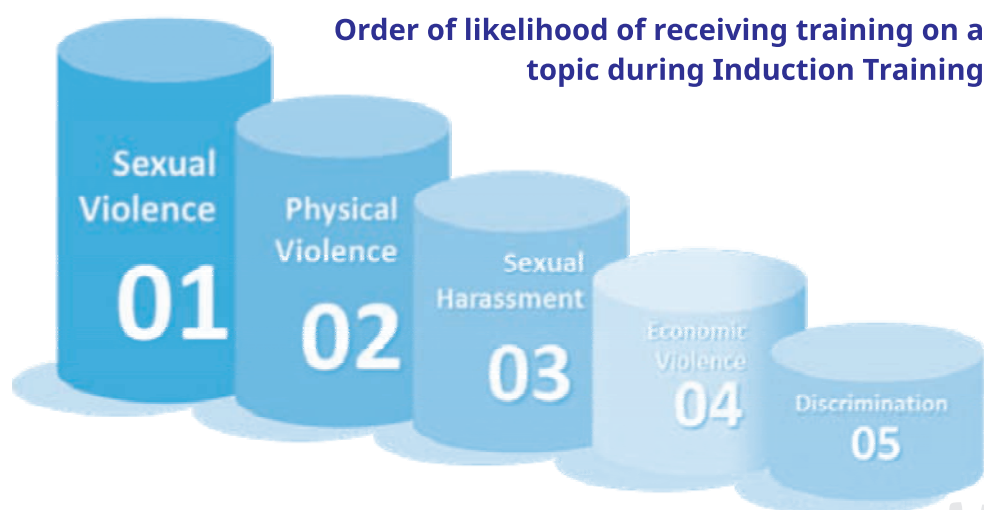 Order of likelihood of receiving training on a
topic during Induction Training
Sexual
Violence
01
Physical
Violence
02
Sexual
Harassment
03
Economic
Violence
04
Discrimination
05